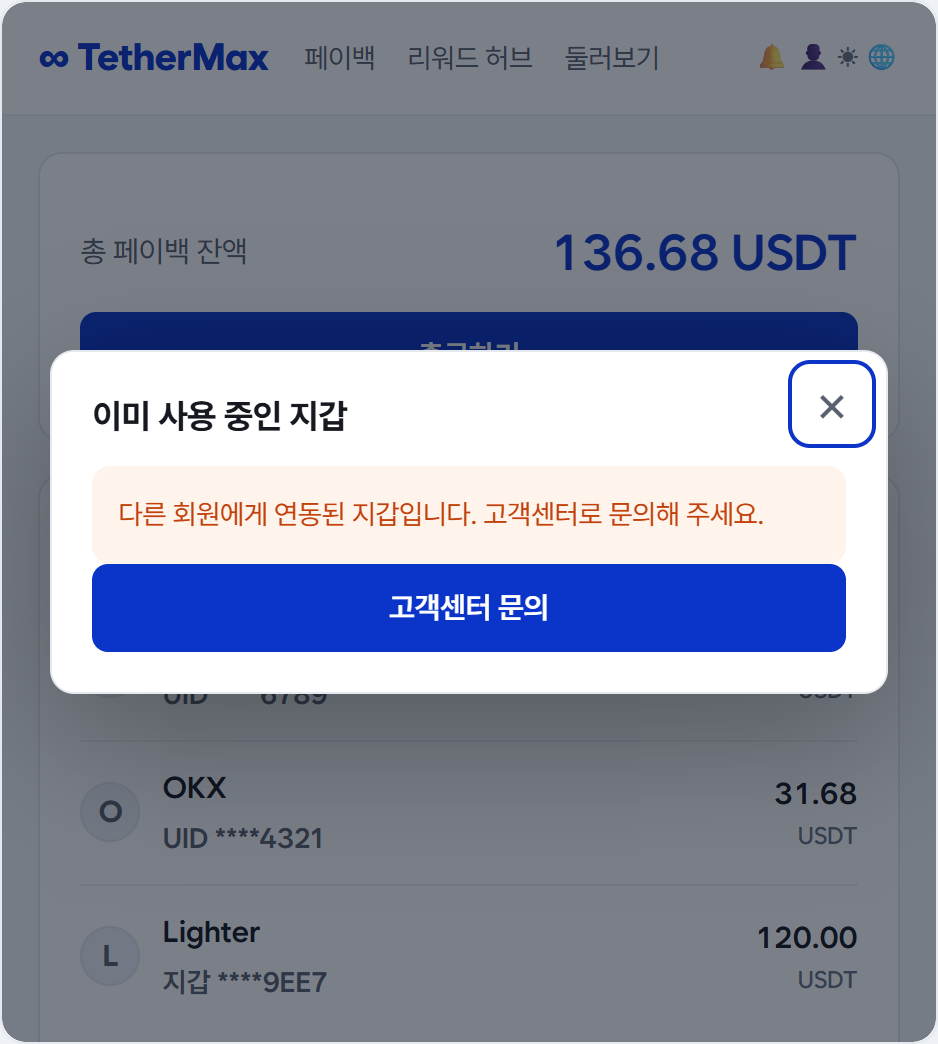 ∞ TetherMax 페이백 리워드 허브 둘러보기
총 페이백 잔액 136.68 USDT
이미 사용 중인 지갑
다른 회원에게 연동된 지갑입니다. 고객센터로 문의해 주세요.
고객센터 문의
UID 6789
O OKX 31.68
UID ****4321 USDT
L Lighter 120.00
지갑 ****9EE7 USDT